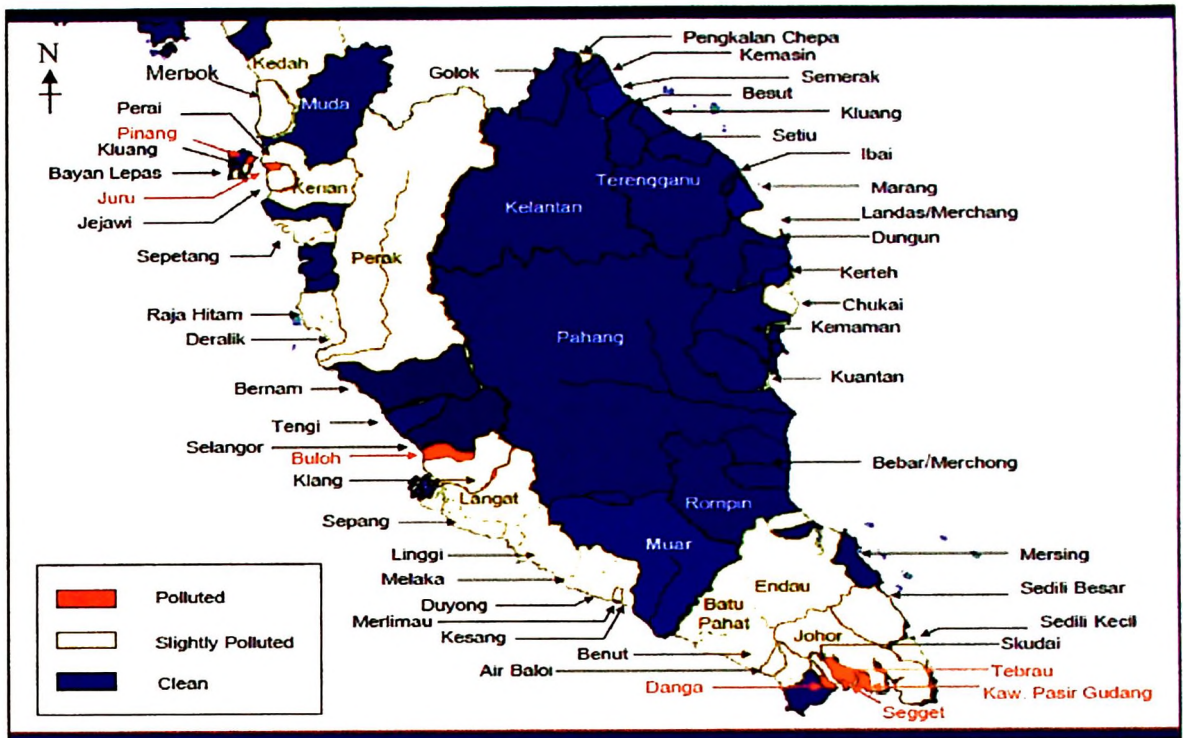 N
Kedah
Merbok
Perai
Pinang
Kluang
Bayan Lepas
Juru
Jejawi
Sepetang
Raja Hitam
Deralik
Bernam
Tengi
Selangor
Buloh
Klang
Sepang
Linggi
Melaka
Duyong
Merlimau
Kesang
Benut
Air Baloi
Danga
Muda
Kerian
Perak
Langat
Golok
Kelantan
Terengganu
Pahang
Rompin
Muar
Batu
Pahat
Endau
Johor
Pengkalan Chepa
Kemasin
Semerak
Besut
Kluang
Setiu
Ibai
Marang
Landas/Merchang
Dungun
Kerteh
Chukai
Kemaman
Kuantan
Bebar/Merchong
Mersing
Sedili Besar
Sedili Kecil
Skudai
Tebrau
Kaw. Pasir Gudang
Segget
Polluted
Slightly Polluted
Clean